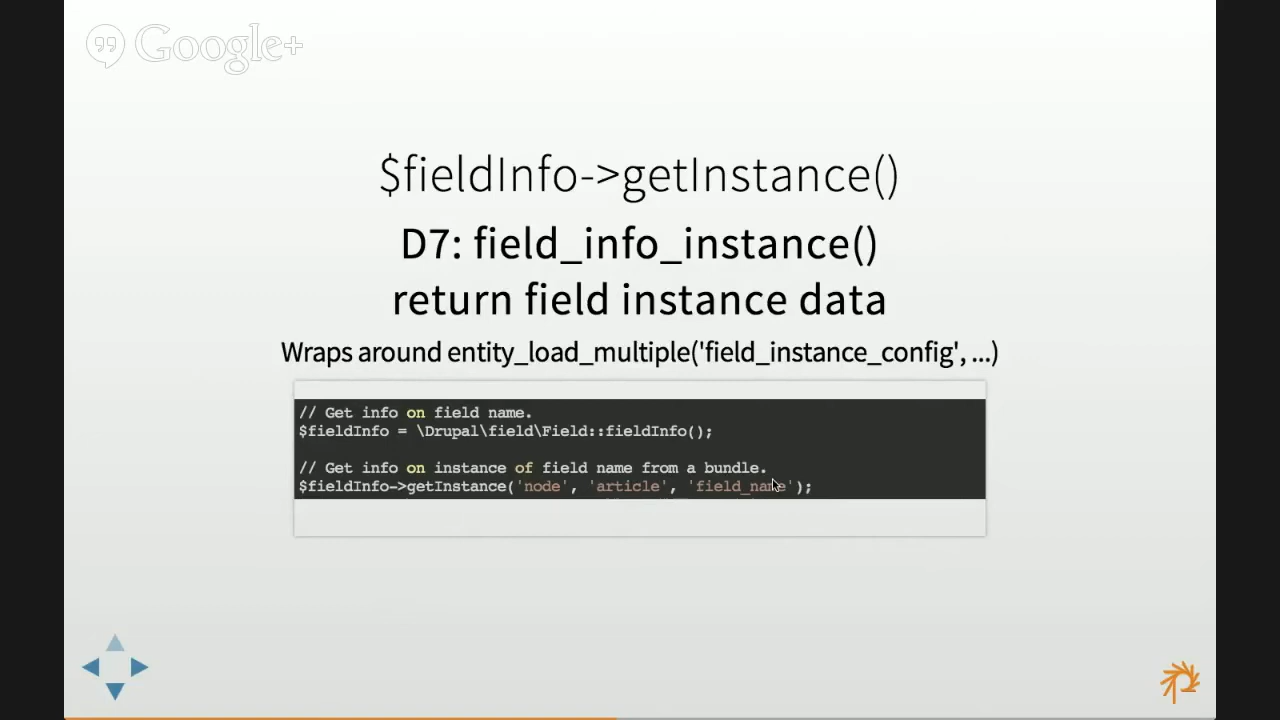 Google+
$fieldInfo->getInstance()
D7: field_info_instance()
return field instance data
Wraps around entity_load_multiple('field_instance_config', ...)
// Get info on field name.
$fieldInfo = \Drupal\field\Field::fieldInfo();
// Get info on instance of field name from a bundle.
$fieldInfo->getInstance('node', 'article', 'field_name');